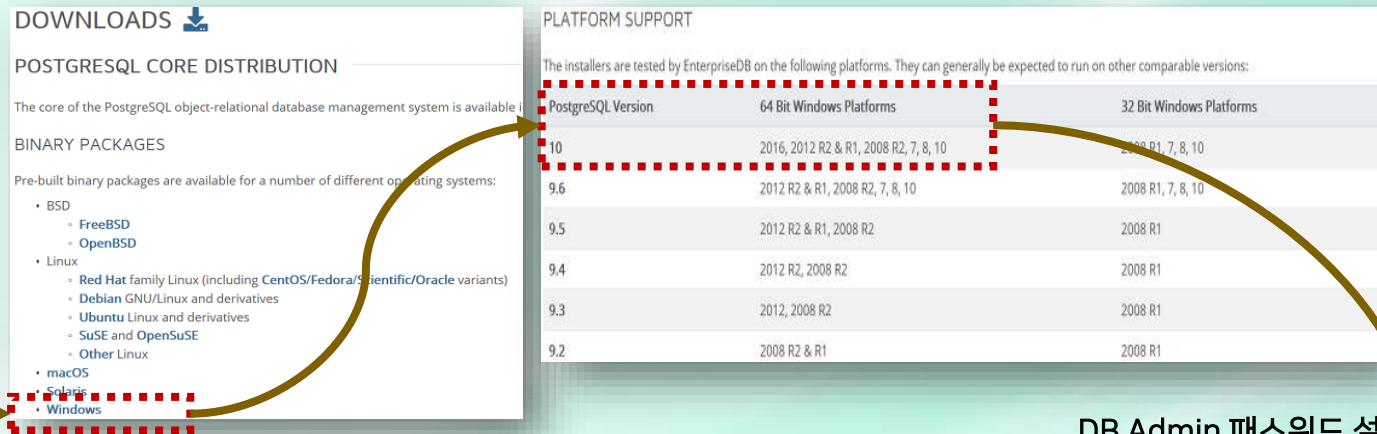 DOWNLOADS
POSTGRESQL CORE DISTRIBUTION
The core of the PostgreSQL object-relational database management system is available i
BINARY PACKAGES
Pre-built binary packages are available for a number of different operating systems:
• BSD
◦ FreeBSD
◦ OpenBSD
• Linux
◦ Red Hat family Linux (including CentOS/Fedora/Scientific/Oracle variants)
◦ Debian GNU/Linux and derivatives
◦ Ubuntu Linux and derivatives
◦ SuSE and OpenSuSE
◦ Other Linux
• macOS
• Solaris
• Windows
PLATFORM SUPPORT
The installers are tested by EnterpriseDB on the following platforms. They can generally be expected to run on other comparable versions:
PostgreSQL Version 64 Bit Windows Platforms 32 Bit Windows Platforms
10 2016, 2012 R2 & R1, 2008 R2, 7, 8, 10 2008 R1, 7, 8, 10
9.6 2012 R2 & R1, 2008 R2, 7, 8, 10 2008 R1, 7, 8, 10
9.5 2012 R2 & R1, 2008 R2 2008 R1
9.4 2012 R2, 2008 R2 2008 R1
9.3 2012, 2008 R2 2008 R1
9.2 2008 R2 & R1 2008 R1
DB Admin 패스워드